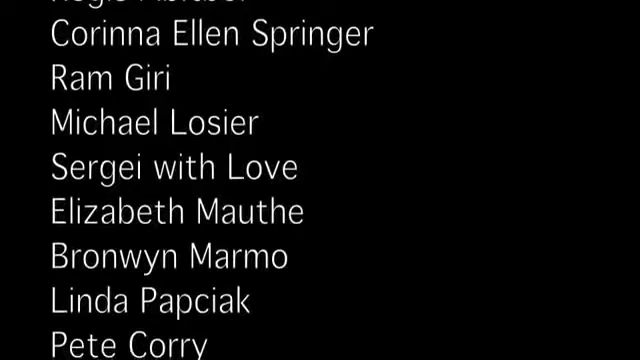 Corinna Ellen Springer
Ram Giri
Michael Losier
Sergei with Love
Elizabeth Mauthe
Bronwyn Marmo
Linda Papciak
Pete Corry